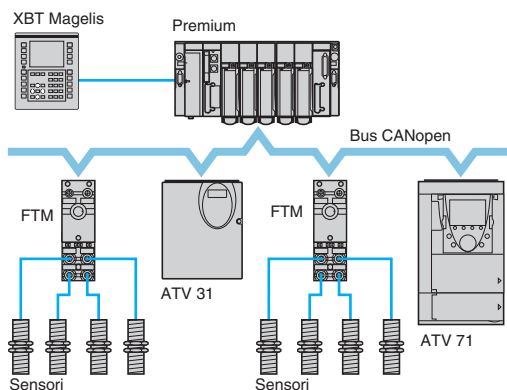 XBT Magelis
Premium
Bus CANopen
FTM
FTM
ATV 31
ATV 71
Sensori
Sensori